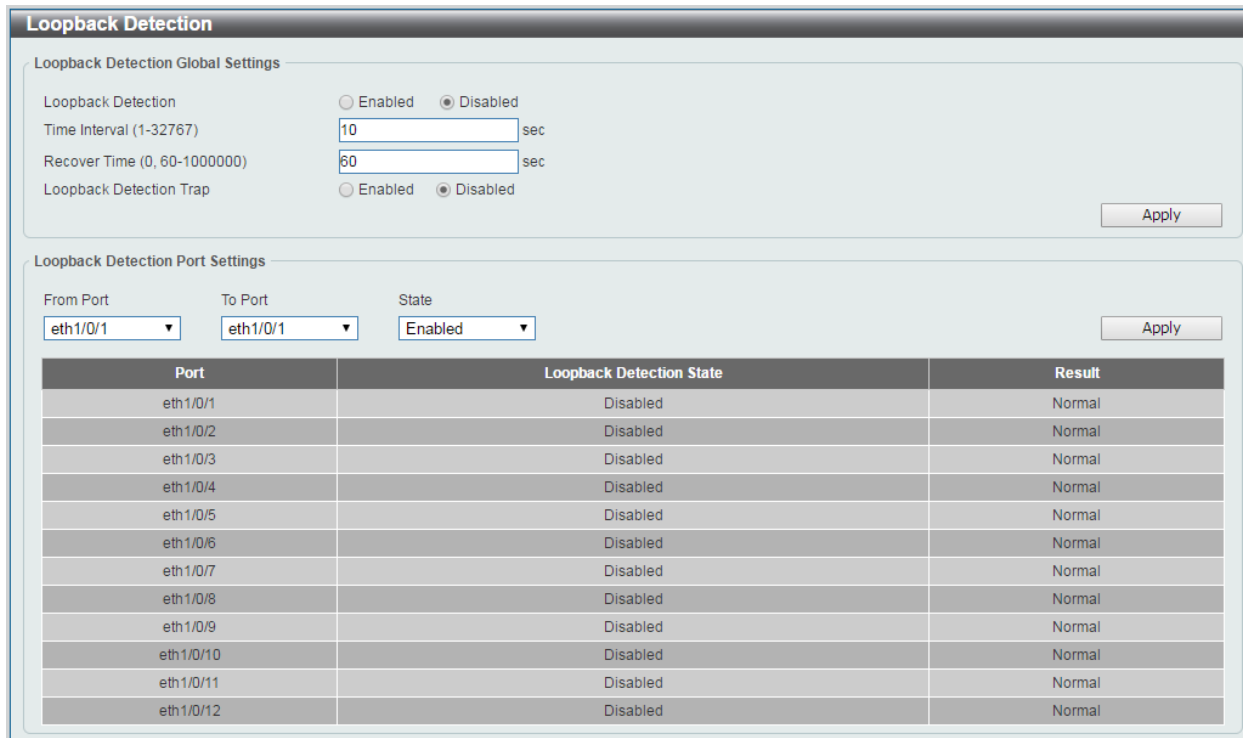 Loopback Detection
Loopback Detection Global Settings
Loopback Detection Enabled Disabled
Time Interval (1-32767) 10 sec
Recover Time (0, 60-1000000) 60 sec
Loopback Detection Trap Enabled Disabled
Apply
Loopback Detection Port Settings
From Port To Port State
eth1/0/1 eth1/0/1 Enabled Apply
Port Loopback Detection State Result
eth1/0/1 Disabled Normal
eth1/0/2 Disabled Normal
eth1/0/3 Disabled Normal
eth1/0/4 Disabled Normal
eth1/0/5 Disabled Normal
eth1/0/6 Disabled Normal
eth1/0/7 Disabled Normal
eth1/0/8 Disabled Normal
eth1/0/9 Disabled Normal
eth1/0/10 Disabled Normal
eth1/0/11 Disabled Normal
eth1/0/12 Disabled Normal